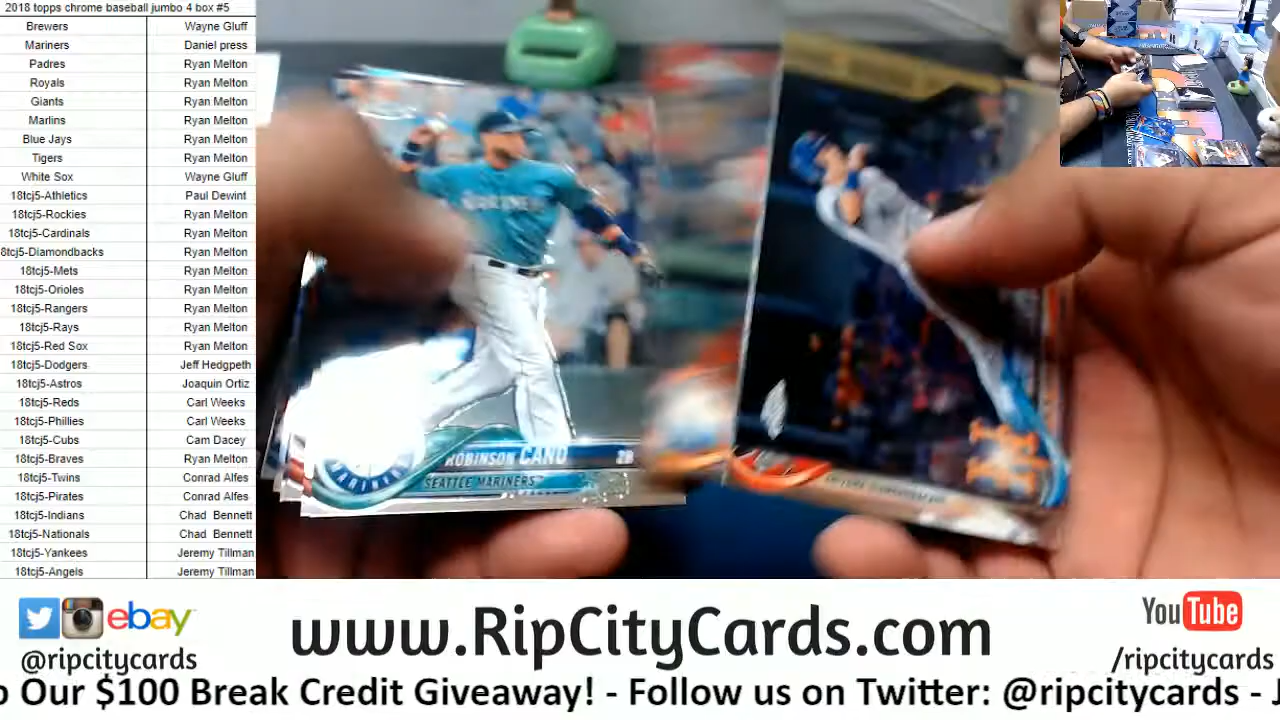 2018 topps chrome baseball jumbo 4 box #5
Brewers Wayne Gluff
Mariners Daniel press
Padres Ryan Melton
Royals Ryan Melton
Giants Ryan Melton
Marlins Ryan Melton
Blue Jays Ryan Melton
Tigers Ryan Melton
White Sox Wayne Gluff
18tcj5-Athletics Paul Dewint
18tcj5-Rockies Ryan Melton
18tcj5-Cardinals Ryan Melton
18tcj5-Diamondbacks Ryan Melton
18tcj5-Mets Ryan Melton
18tcj5-Orioles Ryan Melton
18tcj5-Rangers Ryan Melton
18tcj5-Rays Ryan Melton
18tcj5-Red Sox Ryan Melton
18tcj5-Dodgers Jeff Hedgpeth
18tcj5-Astros Joaquin Ortiz
18tcj5-Reds Carl Weeks
18tcj5-Phillies Carl Weeks
18tcj5-Cubs Cam Dacey
18tcj5-Braves Ryan Melton
18tcj5-Twins Conrad Alfes
18tcj5-Pirates Conrad Alfes
18tcj5-Indians Chad Bennett
18tcj5-Nationals Chad Bennett
18tcj5-Yankees Jeremy Tillman
18tcj5-Angels Jeremy Tillman
ROBINSON CANO 2B
SEATTLE MARINERS
MARINERS
ebay
@ripcitycards
www.RipCityCards.com
YouTube
/ripcitycards
o Our $100 Break Credit Giveaway! - Follow us on Twitter: @ripcitycards - J